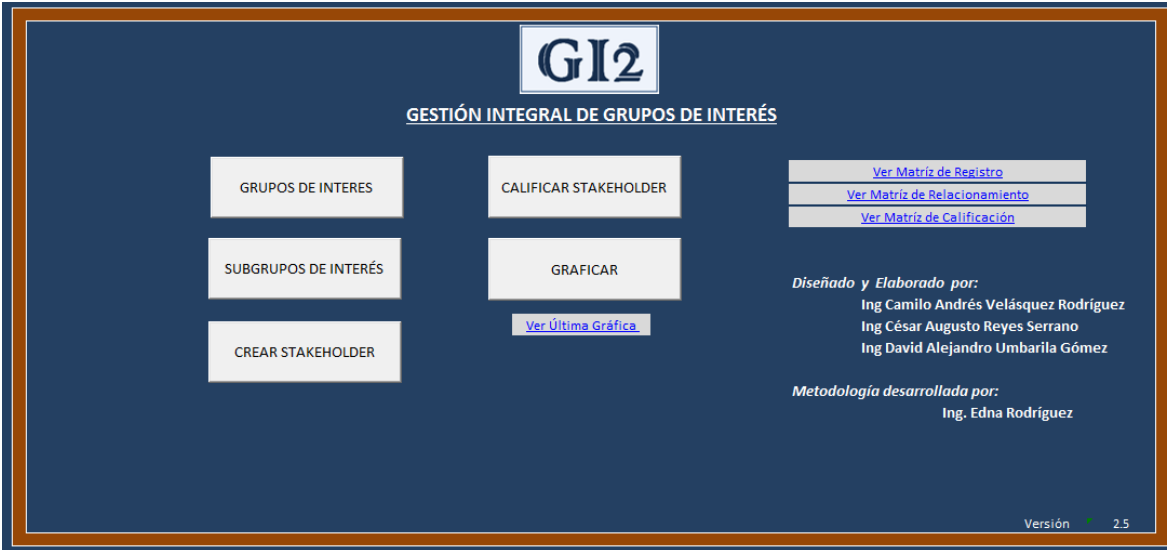 GI2
GESTIÓN INTEGRAL DE GRUPOS DE INTERÉS
GRUPOS DE INTERES
SUBGRUPOS DE INTERÉS
CREAR STAKEHOLDER
CALIFICAR STAKEHOLDER
GRAFICAR
Ver Última Gráfica
Ver Matríz de Registro
Ver Matríz de Relacionamiento
Ver Matríz de Calificación
Diseñado y Elaborado por:
Ing Camilo Andrés Velásquez Rodríguez
Ing César Augusto Reyes Serrano
Ing David Alejandro Umbarila Gómez
Metodología desarrollada por:
Ing. Edna Rodríguez
Versión 2.5